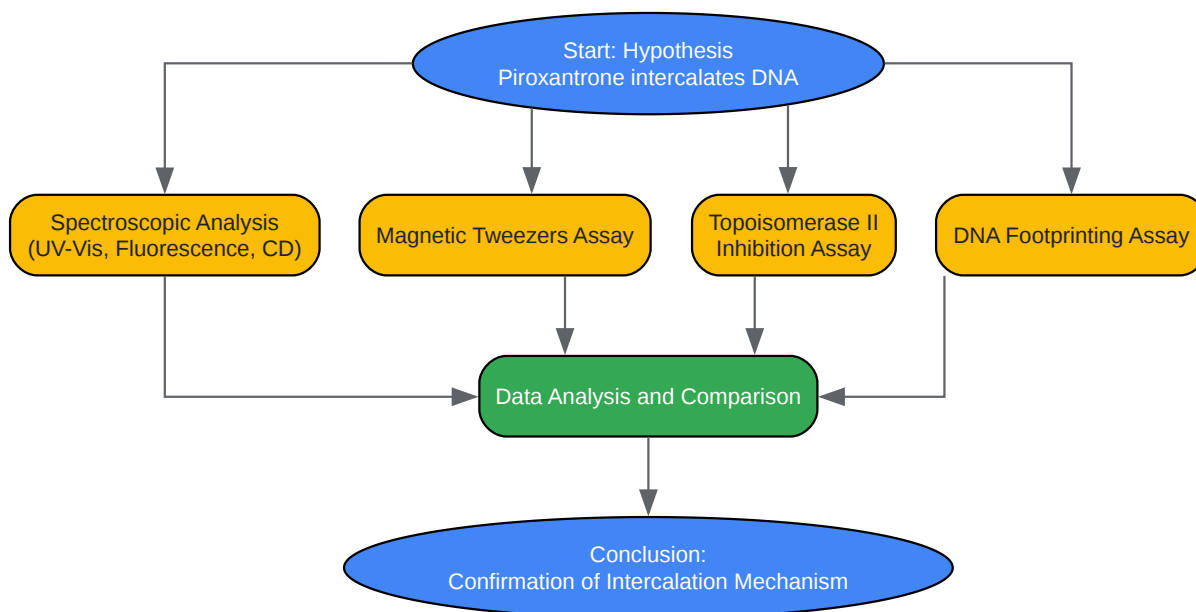 Start: Hypothesis
Piroxantrone intercalates DNA
Spectroscopic Analysis
(UV-Vis, Fluorescence, CD)
Magnetic Tweezers Assay
Topoisomerase II
Inhibition Assay
DNA Footprinting Assay
Data Analysis and Comparison
Conclusion:
Confirmation of Intercalation Mechanism